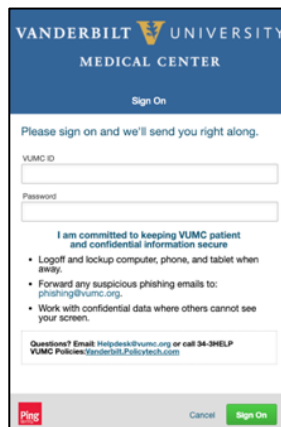 VANDERBILT V UNIVERSITY
MEDICAL CENTER
Sign On
Please sign on and we'll send you right along.
VUMC ID
Password
I am committed to keeping VUMC patient
and confidential information secure
• Logoff and lockup computer, phone, and tablet when
away.
• Forward any suspicious phishing emails to:
phishing@vumc.org.
• Work with confidential data where others cannot see
your screen.
Questions? Email: Helpdesk@vumc.org or call 34-3HELP
VUMC Policies:Vanderbilt.Policytech.com
Ping
Cancel
Sign On